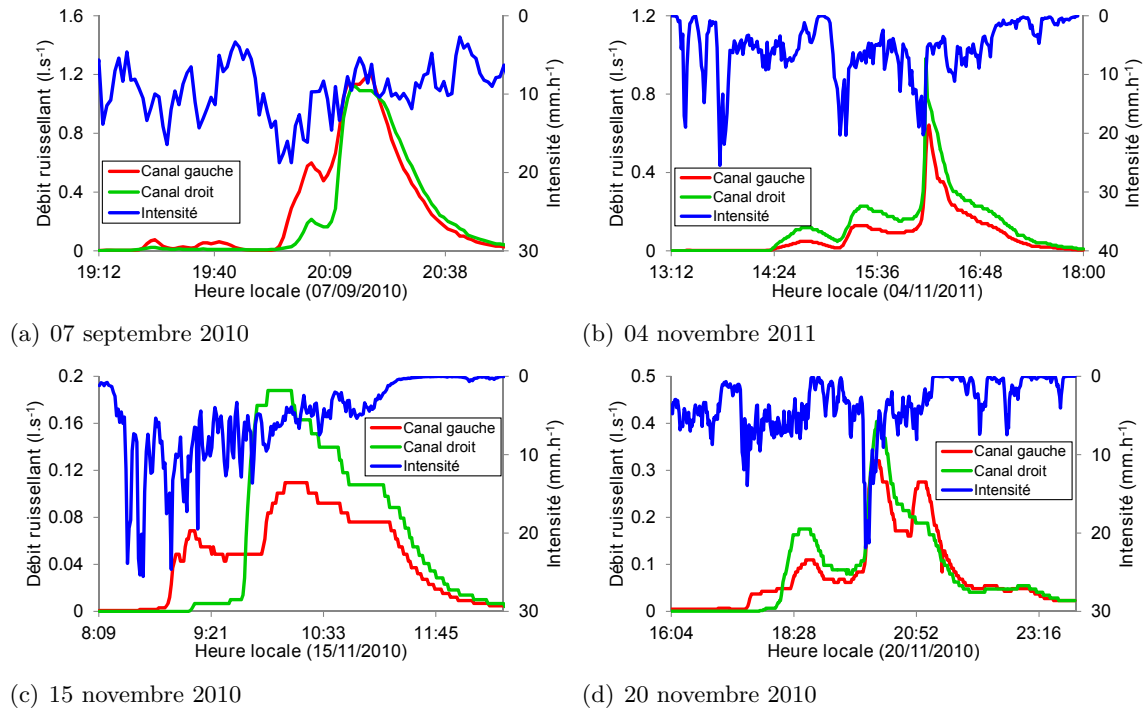 1.6
1.2
0.8
0.4
0
Débit ruissellant (l.s⁻¹)
0
10
20
30
Intensité (mm.h⁻¹)
Canal gauche
Canal droit
Intensité
19:12
19:40
20:09
20:38
Heure locale (07/09/2010)
(a) 07 septembre 2010
1.2
0.8
0.4
0
Débit ruissellant (l.s⁻¹)
0
10
20
30
40
Intensité (mm.h⁻¹)
Canal gauche
Canal droit
Intensité
13:12
14:24
15:36
16:48
18:00
Heure locale (04/11/2011)
(b) 04 novembre 2011
0.2
0.16
0.12
0.08
0.04
0
Débit ruissellant (l.s⁻¹)
0
10
20
30
Intensité (mm.h⁻¹)
Canal gauche
Canal droit
Intensité
8:09
9:21
10:33
11:45
Heure locale (15/11/2010)
(c) 15 novembre 2010
0.5
0.4
0.3
0.2
0.1
0
Débit ruissellant (l.s⁻¹)
0
10
20
30
Intensité (mm.h⁻¹)
Canal gauche
Canal droit
Intensité
16:04
18:28
20:52
23:16
Heure locale (20/11/2010)
(d) 20 novembre 2010